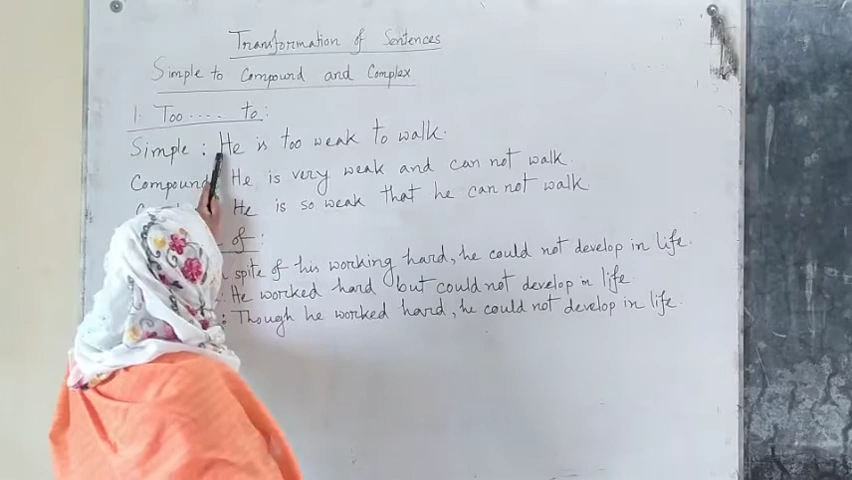 Transformation of Sentences
Simple to Compound and Complex
1. Too.... to:
Simple : He is too weak to walk.
Compound He is very weak and can not walk.
He is so weak that he can not walk
of :
spite of his working hard, he could not develop in life.
He worked hard but could not develop in life
: Though he worked hard, he could not develop in life.